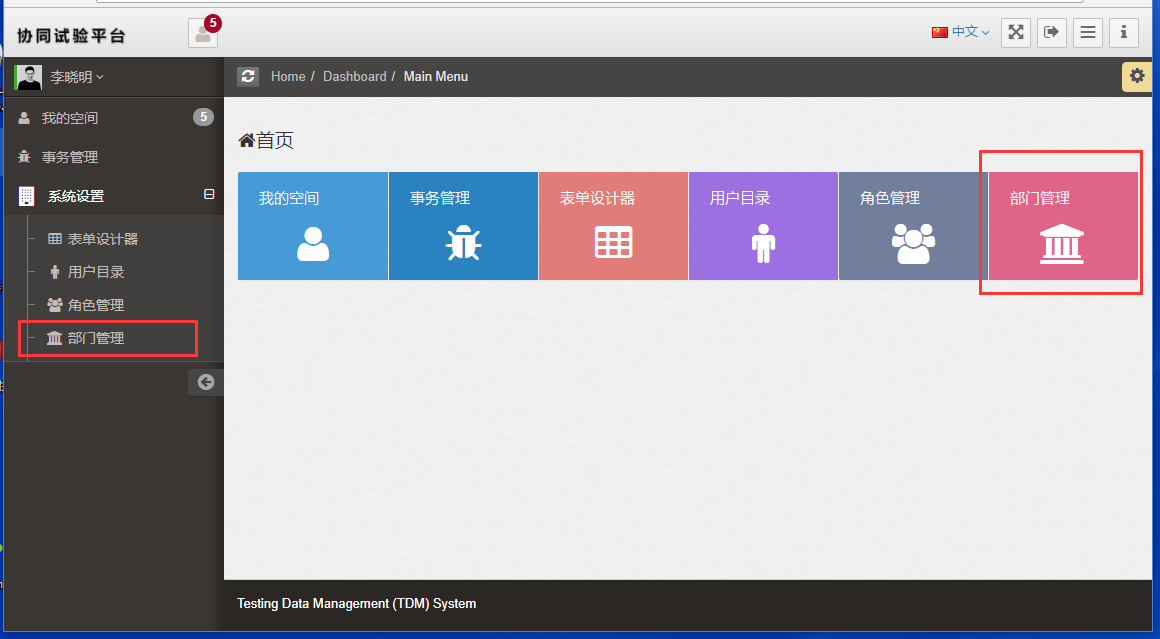 协同试验平台
5
中文
李晓明
Home / Dashboard / Main Menu
我的空间
5
事务管理
系统设置
表单设计器
用户目录
角色管理
部门管理
首页
我的空间
事务管理
表单设计器
用户目录
角色管理
部门管理
Testing Data Management (TDM) System